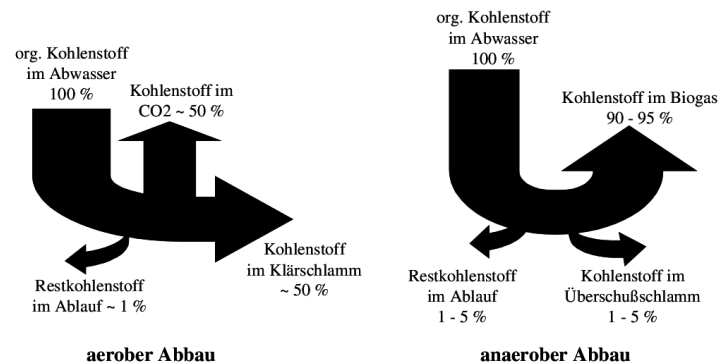 org. Kohlenstoff
im Abwasser
100 %
Kohlenstoff im
CO2 ~ 50 %
Kohlenstoff
im Klärschlamm
~ 50 %
Restkohlenstoff
im Ablauf ~ 1 %
aerober Abbau
org. Kohlenstoff
im Abwasser
100 %
Kohlenstoff im Biogas
90 - 95 %
Restkohlenstoff
im Ablauf
1 - 5 %
Kohlenstoff im
Überschußschlamm
1 - 5 %
anaerober Abbau